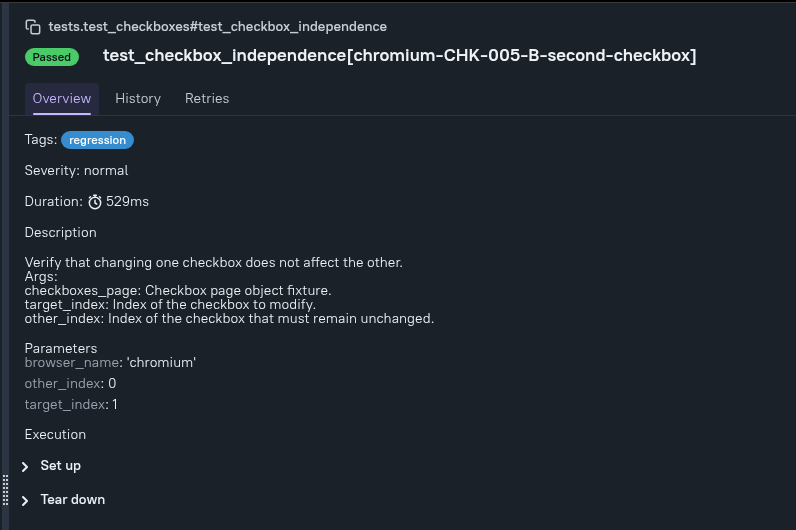 tests.test_checkboxes#test_checkbox_independence
Passed test_checkbox_independence[chromium-CHK-005-B-second-checkbox]
Overview History Retries
Tags: regression
Severity: normal
Duration: 529ms
Description
Verify that changing one checkbox does not affect the other.
Args:
checkboxes_page: Checkbox page object fixture.
target_index: Index of the checkbox to modify.
other_index: Index of the checkbox that must remain unchanged.
Parameters
browser_name: 'chromium'
other_index: 0
target_index: 1
Execution
Set up
Tear down